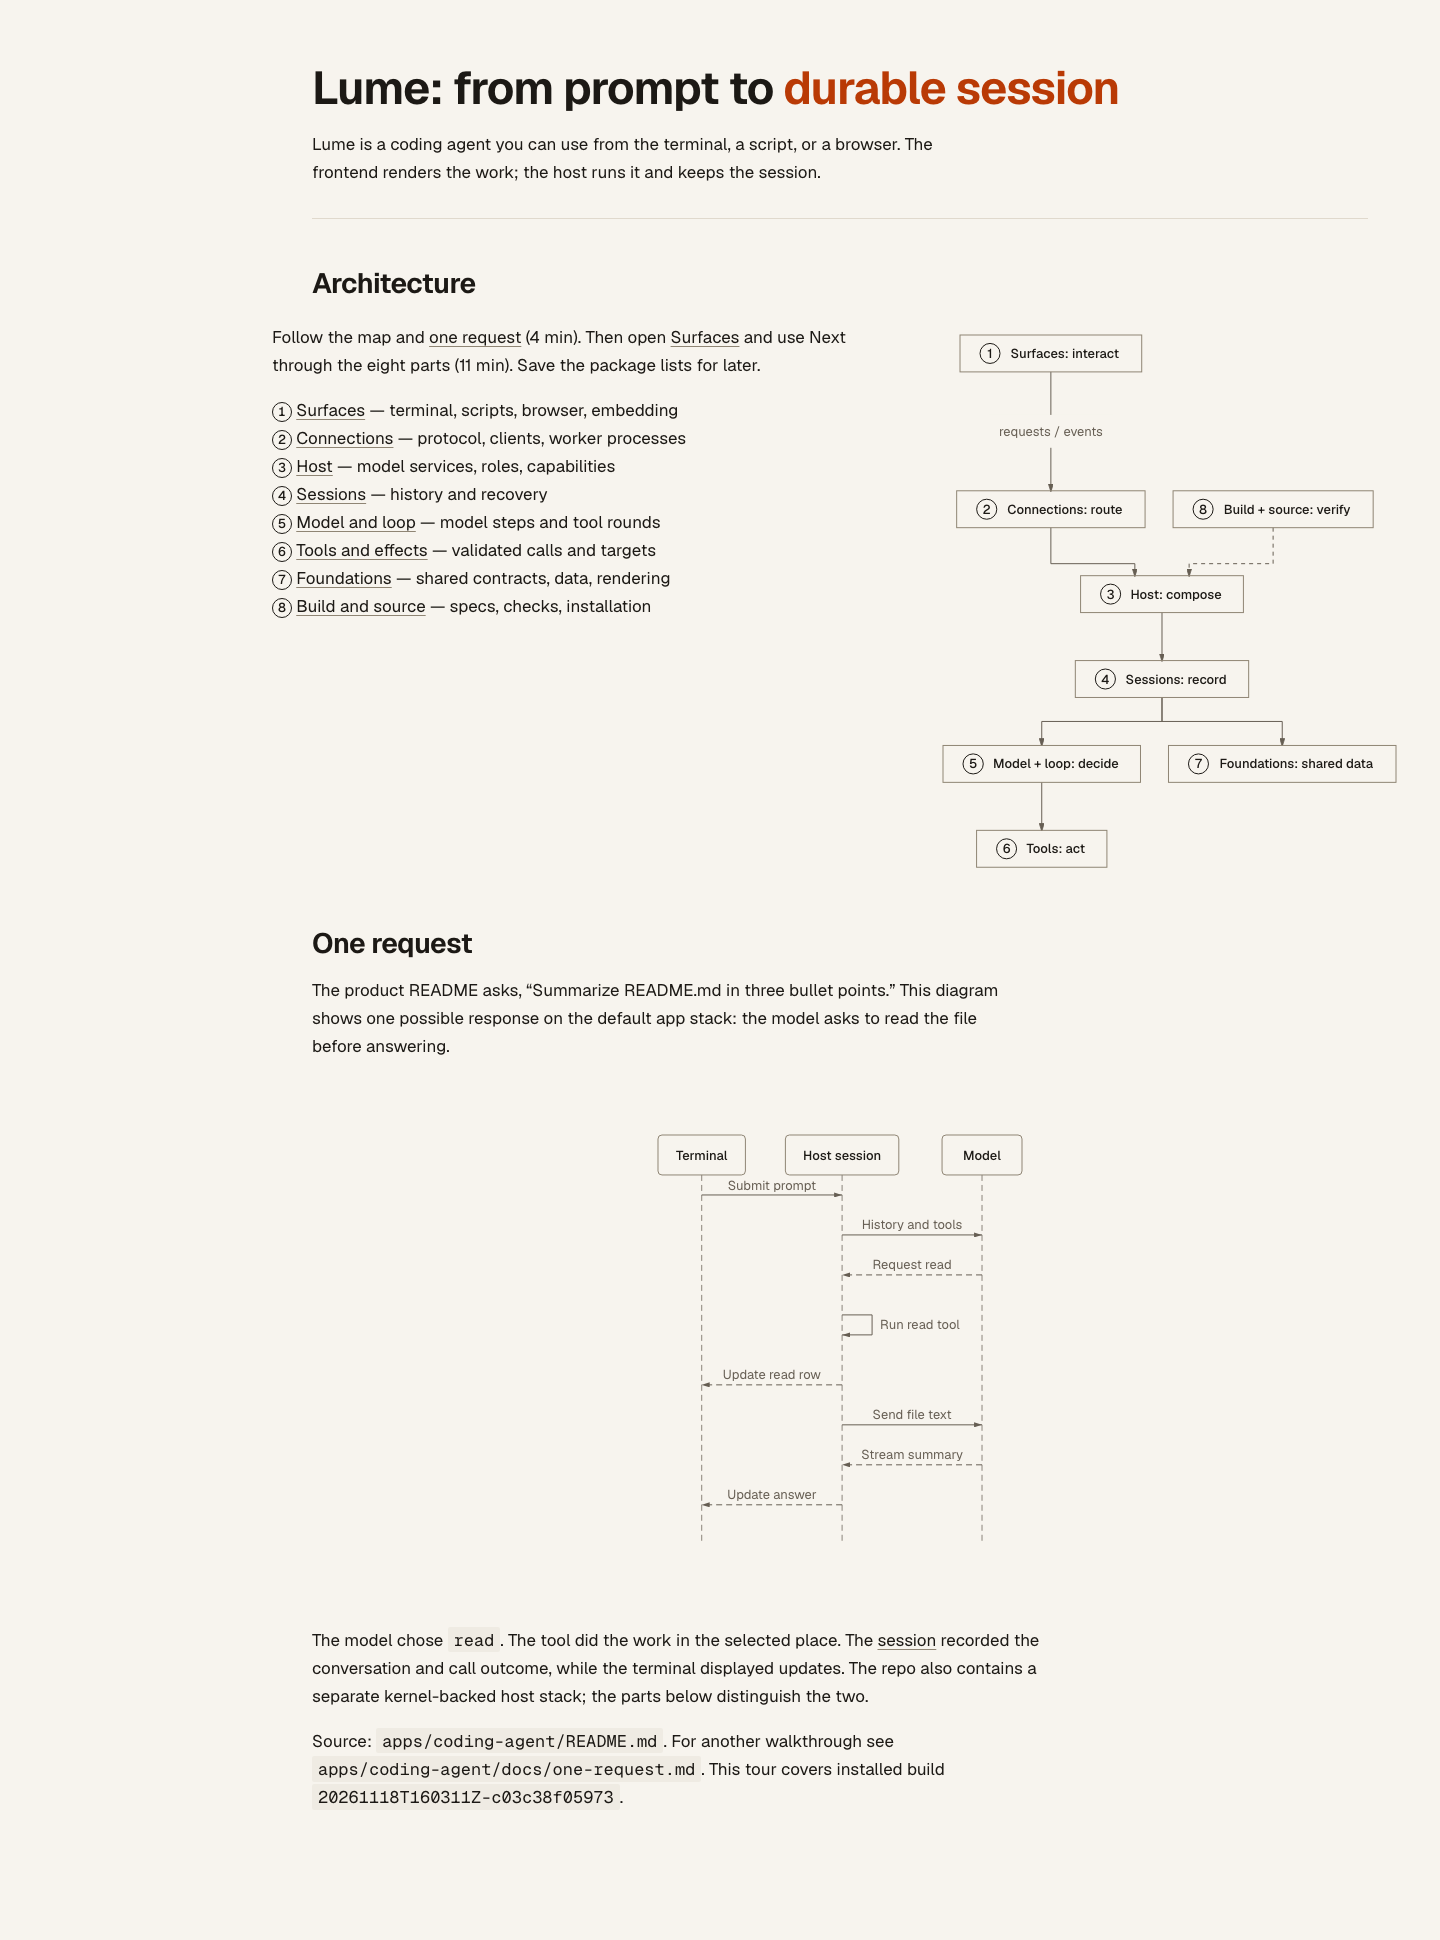 Lume: from prompt to durable session
Lume is a coding agent you can use from the terminal, a script, or a browser. The
frontend renders the work; the host runs it and keeps the session.
Architecture
Follow the map and one request (4 min). Then open Surfaces and use Next
through the eight parts (11 min). Save the package lists for later.
1 Surfaces — terminal, scripts, browser, embedding
2 Connections — protocol, clients, worker processes
3 Host — model services, roles, capabilities
4 Sessions — history and recovery
5 Model and loop — model steps and tool rounds
6 Tools and effects — validated calls and targets
7 Foundations — shared contracts, data, rendering
8 Build and source — specs, checks, installation
1 Surfaces: interact
requests / events
2 Connections: route
8 Build + source: verify
3 Host: compose
4 Sessions: record
5 Model + loop: decide
7 Foundations: shared data
6 Tools: act
One request
The product README asks, “Summarize README.md in three bullet points.” This diagram
shows one possible response on the default app stack: the model asks to read the file
before answering.
Terminal
Host session
Model
Submit prompt
History and tools
Request read
Run read tool
Update read row
Send file text
Stream summary
Update answer
The model chose read. The tool did the work in the selected place. The session recorded the
conversation and call outcome, while the terminal displayed updates. The repo also contains a
separate kernel-backed host stack; the parts below distinguish the two.
Source: apps/coding-agent/README.md. For another walkthrough see
apps/coding-agent/docs/one-request.md. This tour covers installed build
20261118T160311Z-c03c38f05973.